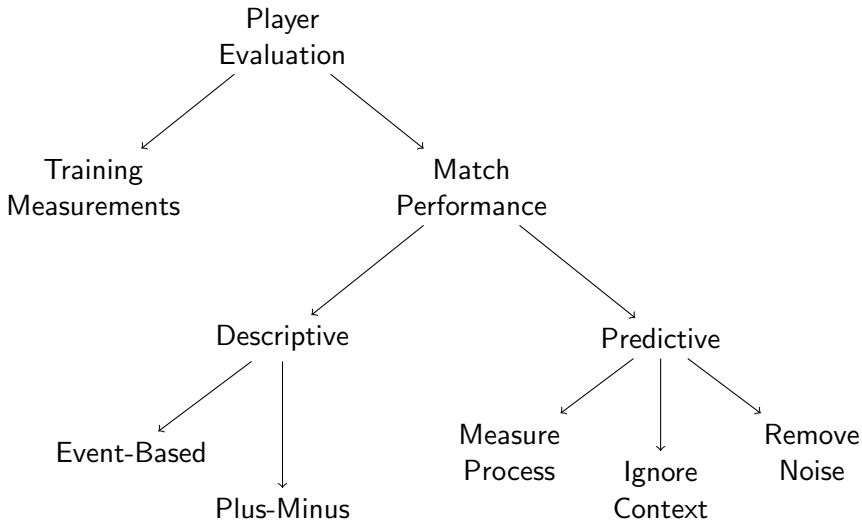 Player
Evaluation
Training
Measurements
Match
Performance
Descriptive
Predictive
Event-Based
Plus-Minus
Measure
Process
Ignore
Context
Remove
Noise